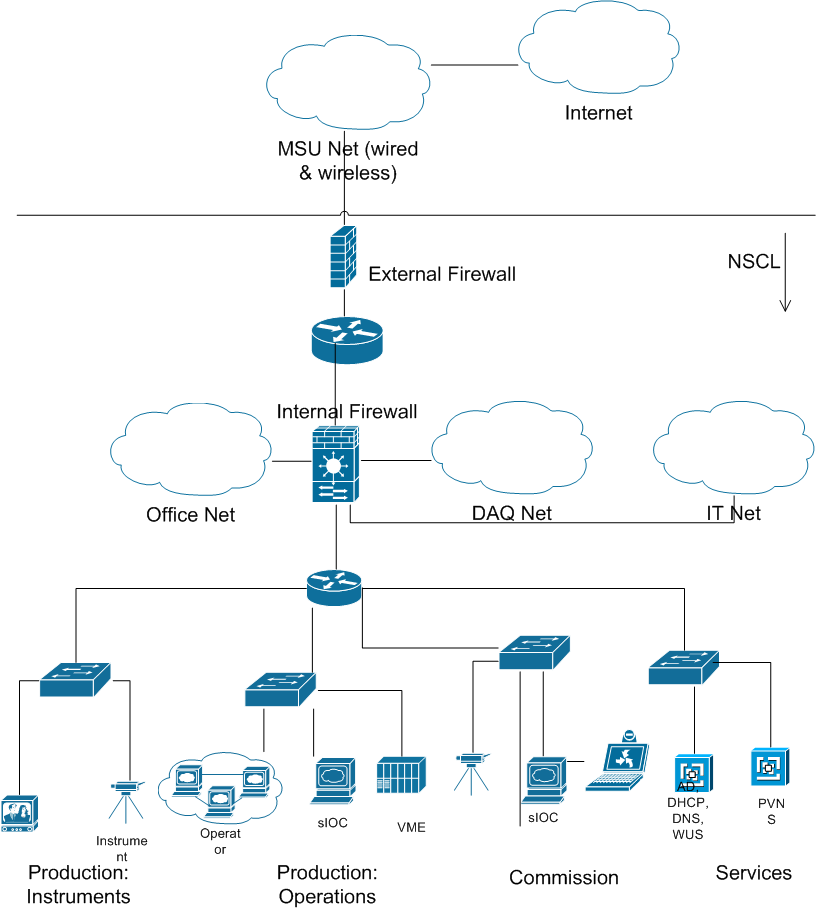 Internet
MSU Net (wired
& wireless)
NSCL
External Firewall
Internal Firewall
Office Net
DAQ Net
IT Net
Instrume
nt
Operat
or
sIOC
VME
sIOC
AD,
DHCP,
DNS,
WUS
PVN
S
Production:
Instruments
Production:
Operations
Commission
Services